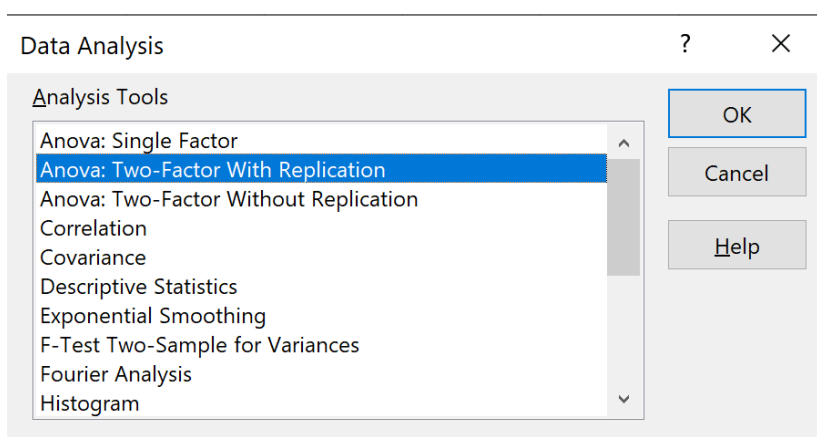 Data Analysis ? ×
Analysis Tools
Anova: Single Factor
Anova: Two-Factor With Replication
Anova: Two-Factor Without Replication
Correlation
Covariance
Descriptive Statistics
Exponential Smoothing
F-Test Two-Sample for Variances
Fourier Analysis
Histogram
OK
Cancel
Help